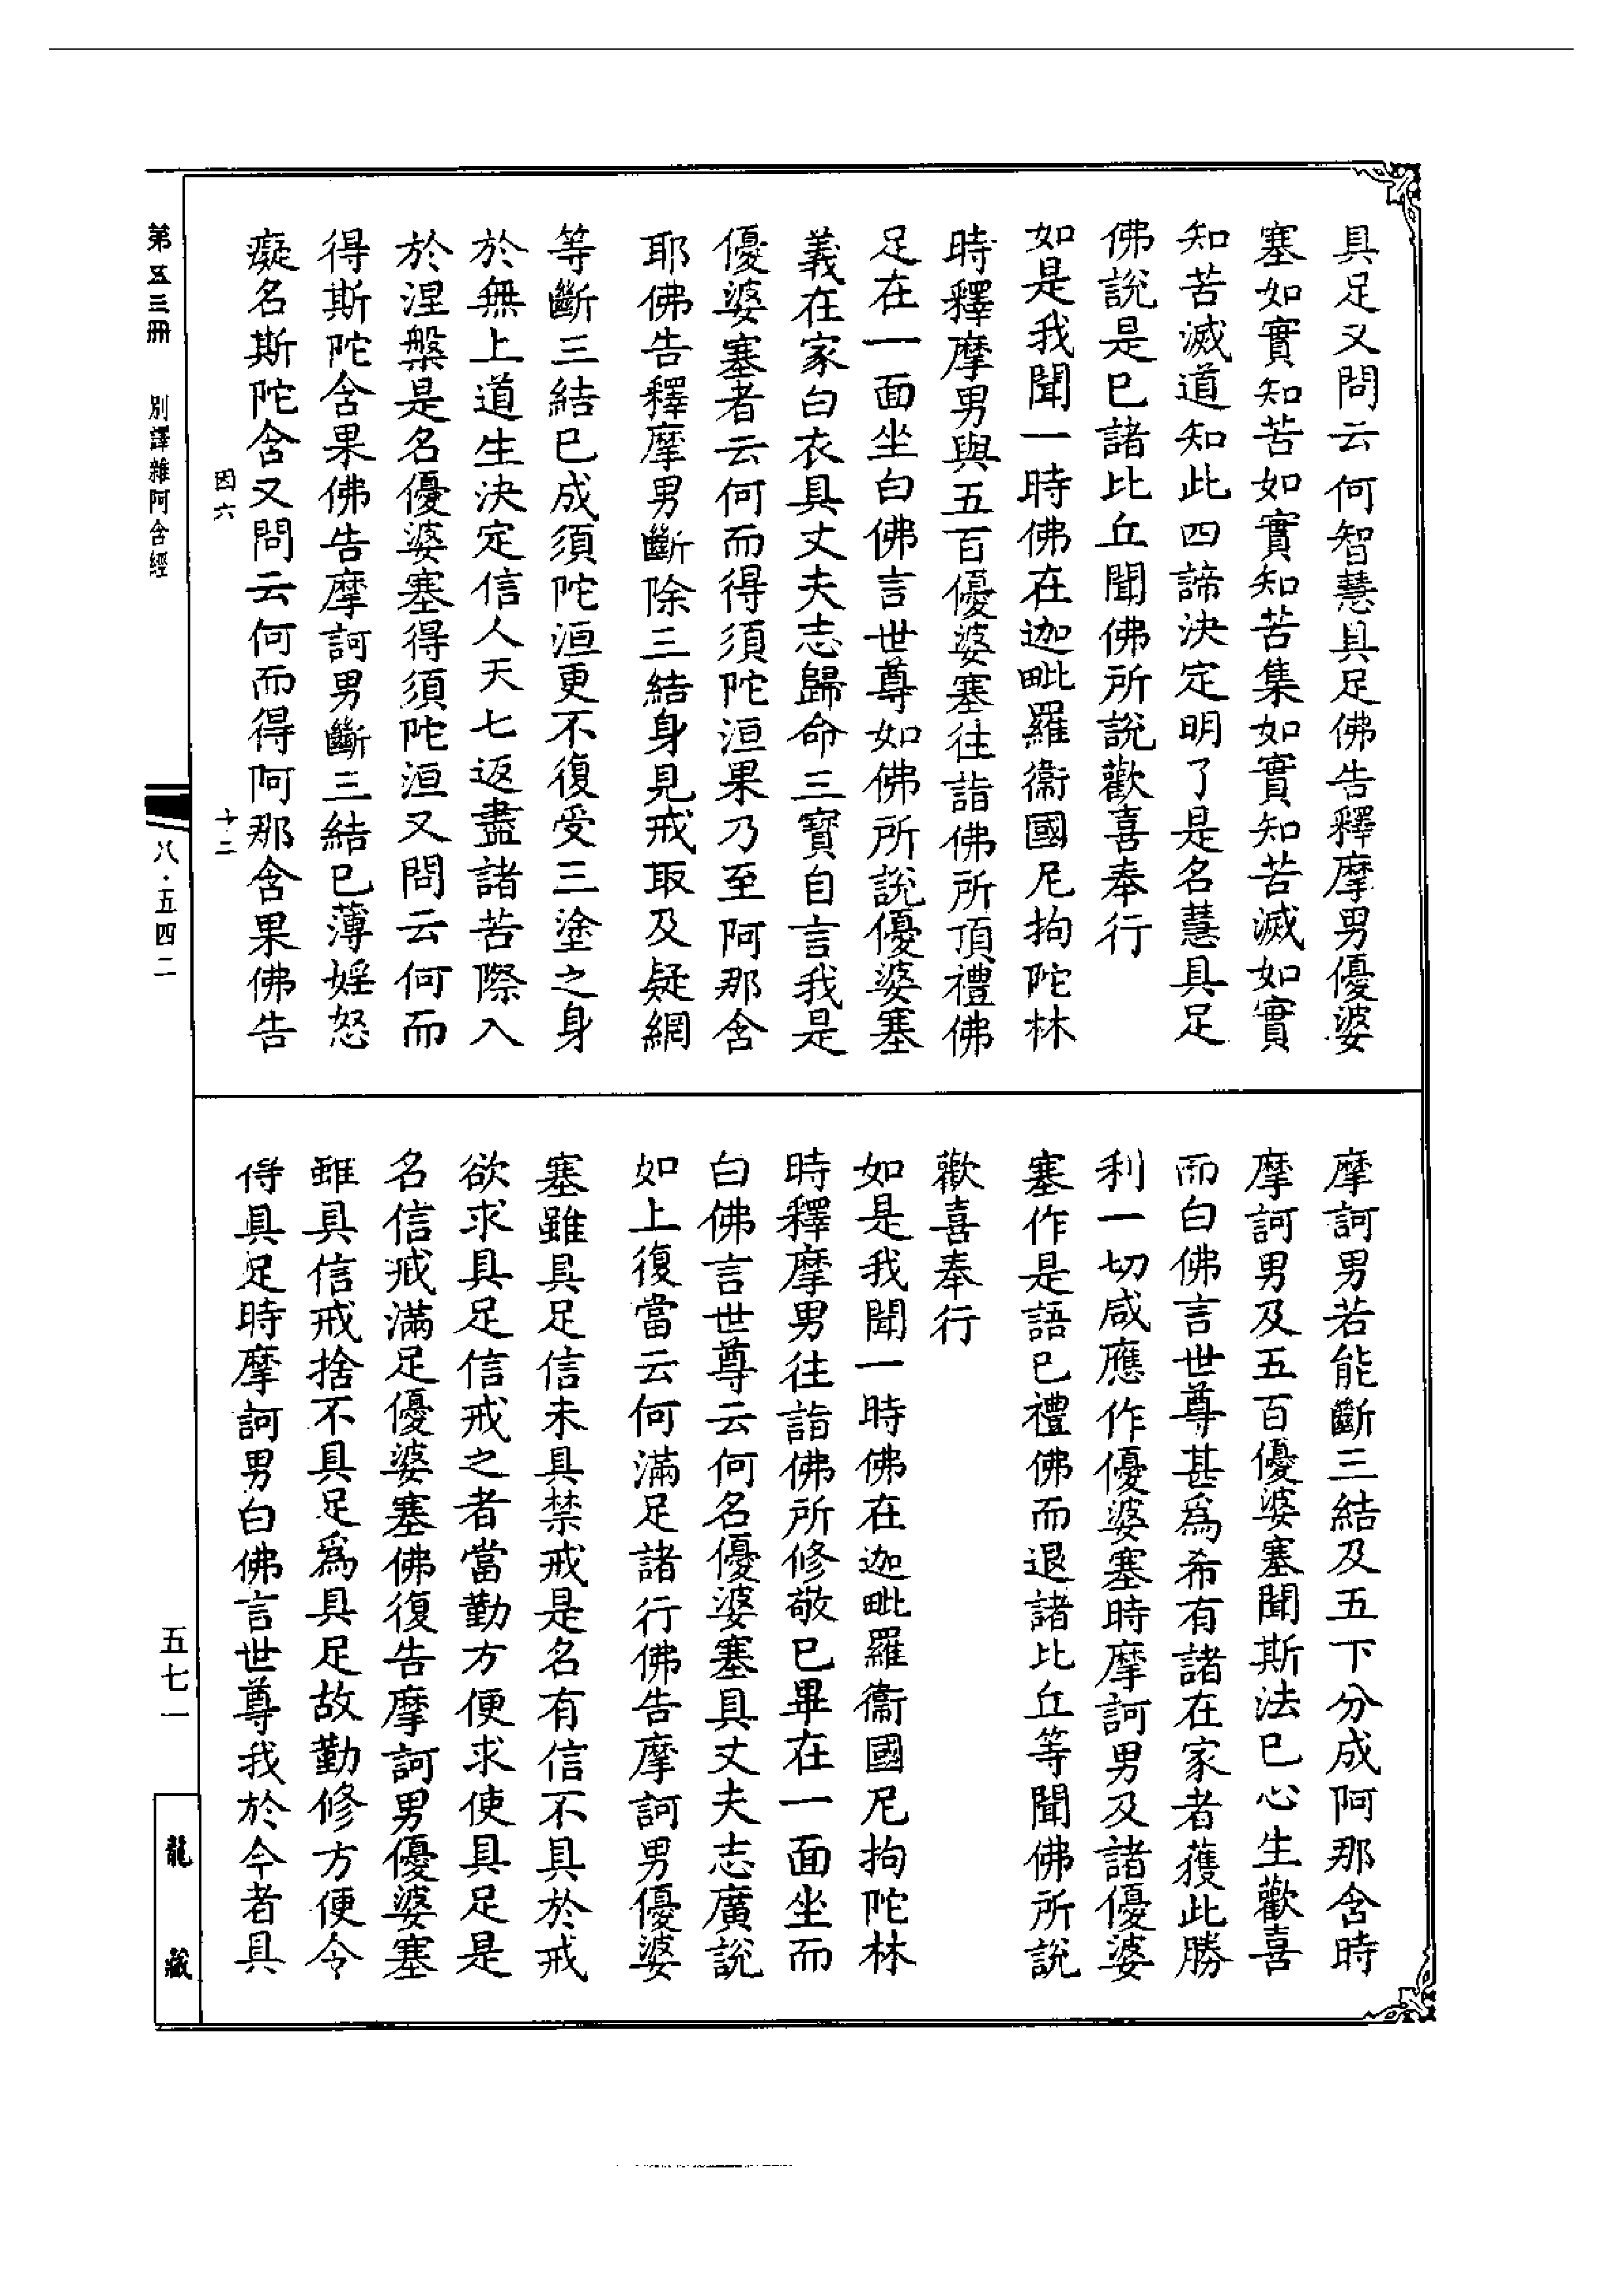 具足又問云何智慧具足佛告釋摩男優婆
塞如實知苦如實知苦集如實知苦滅如實
知苦滅道知此四諦決定明了是名慧具足
佛說是已諸比丘聞佛所說歡喜奉行
如是我聞一時佛在迦毗羅衞國尼拘陀林
時釋摩男與五百優婆塞往詣佛所頂禮佛
足在一面坐白佛言世尊如佛所說優婆塞
義在家白衣具丈夫志歸命三寶自言我是
優婆塞者云何而得須陀洹果乃至阿那含
耶佛告釋摩男斷除三結身見戒取及疑網
等斷三結已成須陀洹更不復受三塗之身
於無上道生決定信人天七返盡諸苦際入
於涅槃是名優婆塞得須陀洹又問云何而
得斯陀含果佛告摩訶男斷三結已薄婬怒
癡名斯陀含又問云何而得阿那含果佛告
摩訶男若能斷三結及五下分成阿那含時
摩訶男及五百優婆塞聞斯法已心生歡喜
而白佛言世尊甚爲希有諸在家者獲此勝
利一切咸應作優婆塞時摩訶男及諸優婆
塞作是語已禮佛而退諸比丘等聞佛所說
歡喜奉行
如是我聞一時佛在迦毗羅衞國尼拘陀林
時釋摩男往詣佛所修敬已畢在一面坐而
白佛言世尊云何名優婆塞具丈夫志廣說
如上復當云何滿足諸行佛告摩訶男優婆
塞雖具足信未具禁戒是名有信不具於戒
欲求具足信戒之者當勤方便求使具足是
名信戒滿足優婆塞佛復告摩訶男優婆塞
雖具信戒捨不具足爲具足故勤修方便令
得具足時摩訶男白佛言世尊我於今者具
因六
十二
第五三冊
別譯雜阿含經
八·五四二
五七一
龍藏